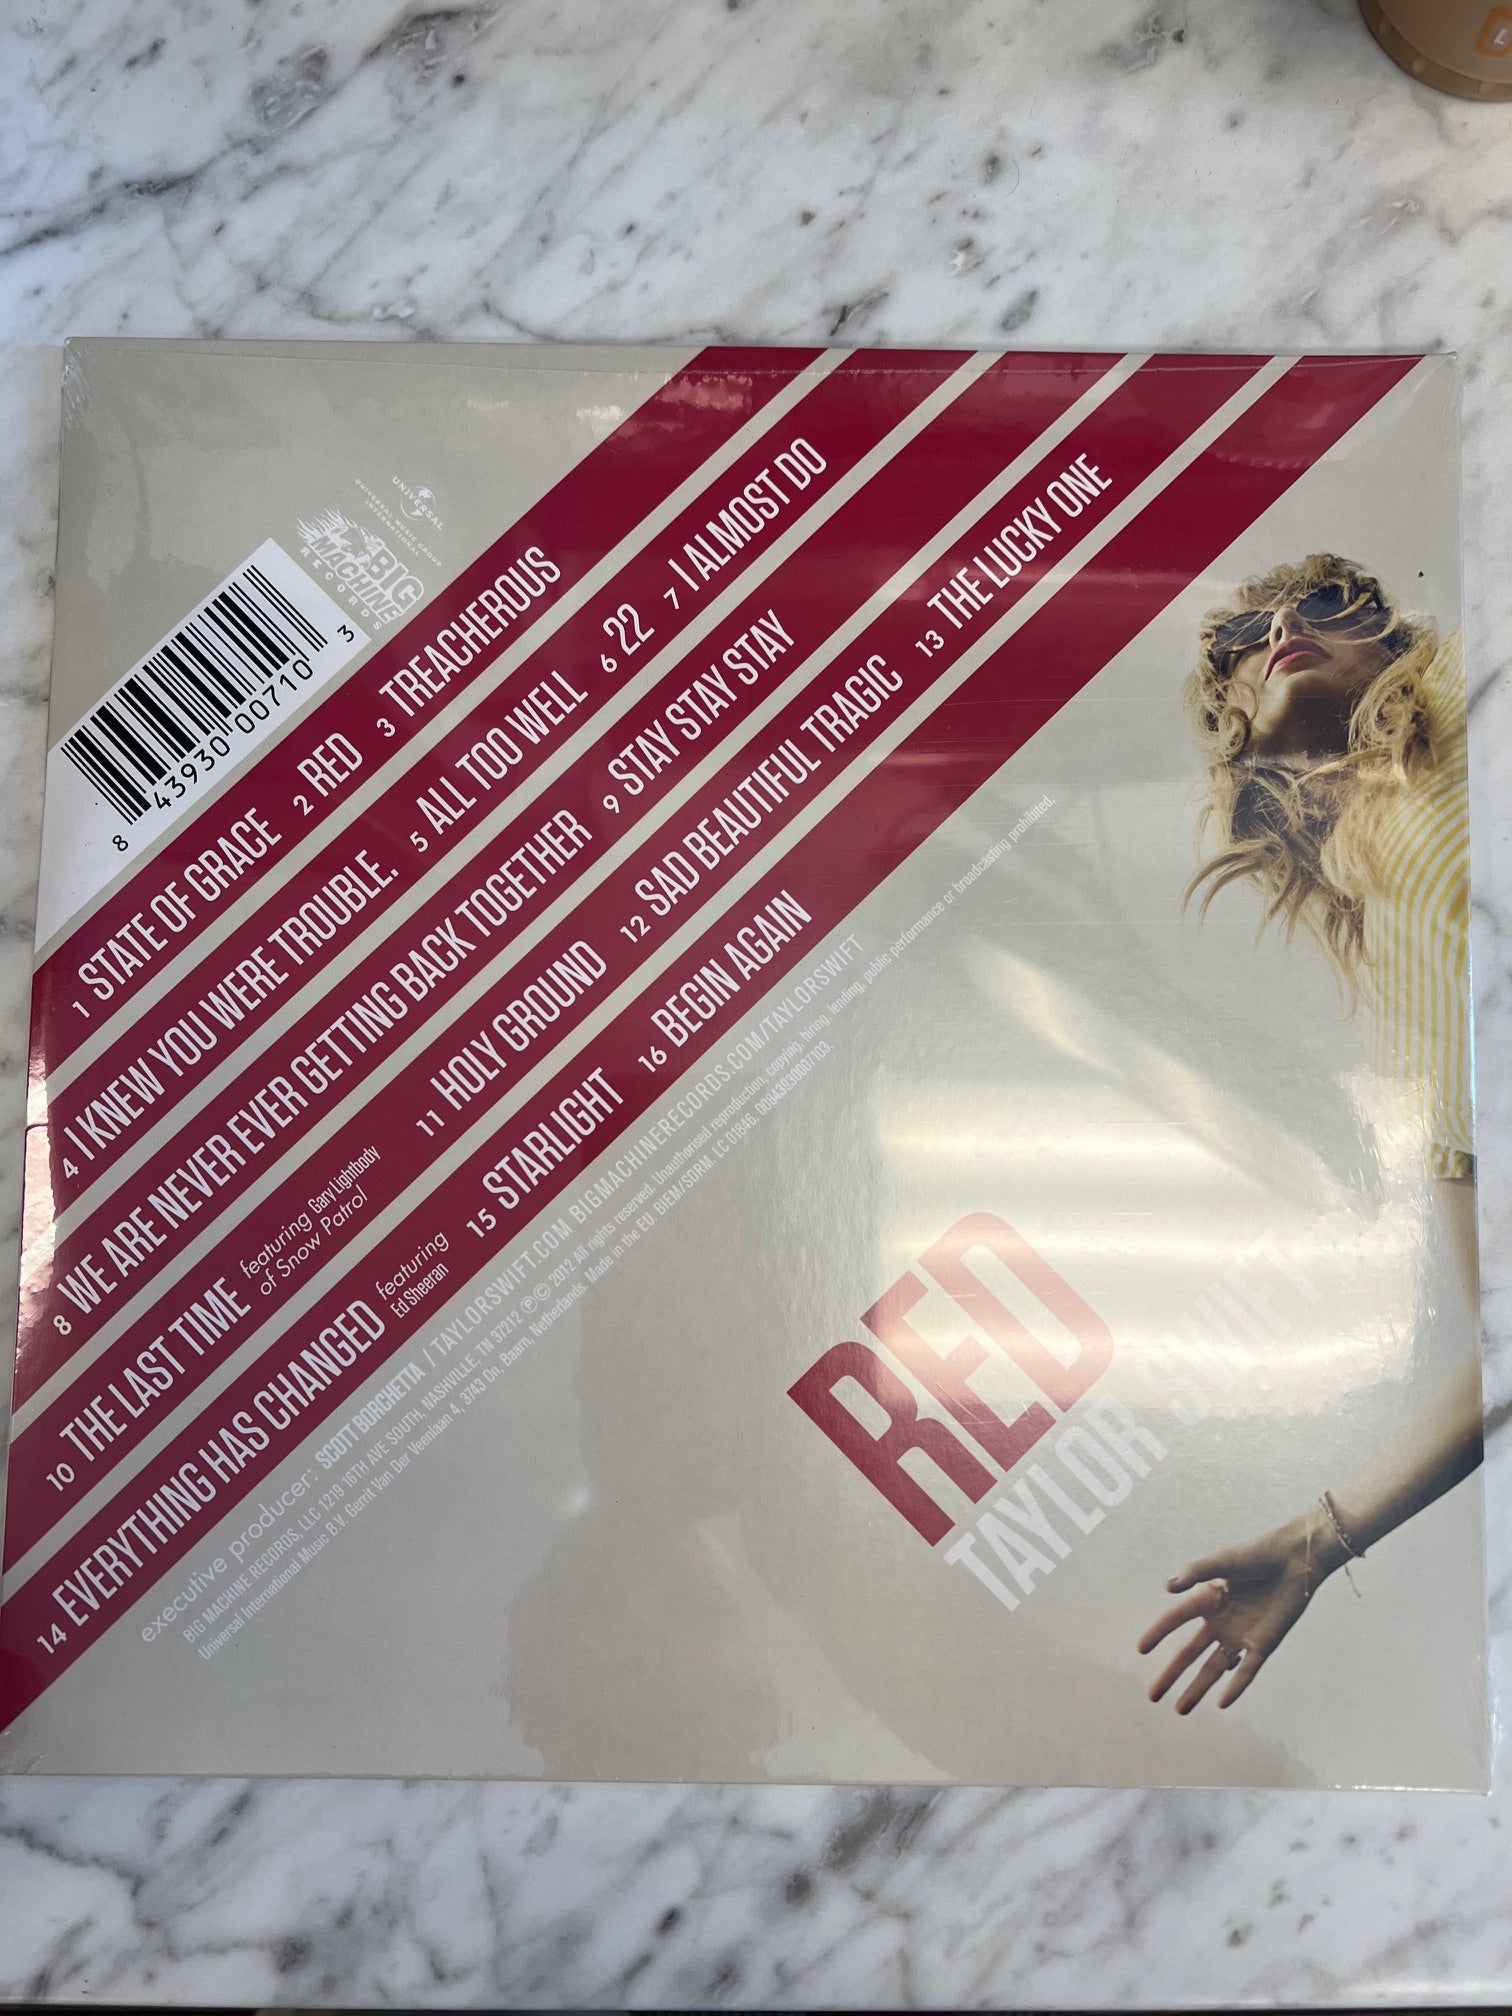 UNIVERSAL
UNIVERSAL MUSIC GROUP
INTERNATIONAL
BIG
MACHINE
RECORDS
8 43930 00710 3
1 STATE OF GRACE 2 RED 3 TREACHEROUS
4 I KNEW YOU WERE TROUBLE. 5 ALL TOO WELL 6 22 7 I ALMOST DO
8 WE ARE NEVER EVER GETTING BACK TOGETHER 9 STAY STAY STAY
10 THE LAST TIME featuring Gary Lightbody
of Snow Patrol 11 HOLY GROUND 12 SAD BEAUTIFUL TRAGIC 13 THE LUCKY ONE
14 EVERYTHING HAS CHANGED featuring
Ed Sheeran 15 STARLIGHT 16 BEGIN AGAIN
executive producer: SCOTT BORCHETTA / TAYLORSWIFT.COM BIGMACHINERECORDS.COM/TAYLORSWIFT
BIG MACHINE RECORDS, LLC 1219 16TH AVE SOUTH, NASHVILLE, TN 37212 ℗© 2012 All rights reserved. Unauthorised reproduction, copying, hiring, lending, public performance or broadcasting prohibited.
Universal International Music B.V. Gerrit Van Der Veenlaan 4, 3743 Dn, Baarn, Netherlands. Made in the EU. BIEM/SDRM. LC 01846. 00843930007103.
RED
TAYLOR SWIFT
L